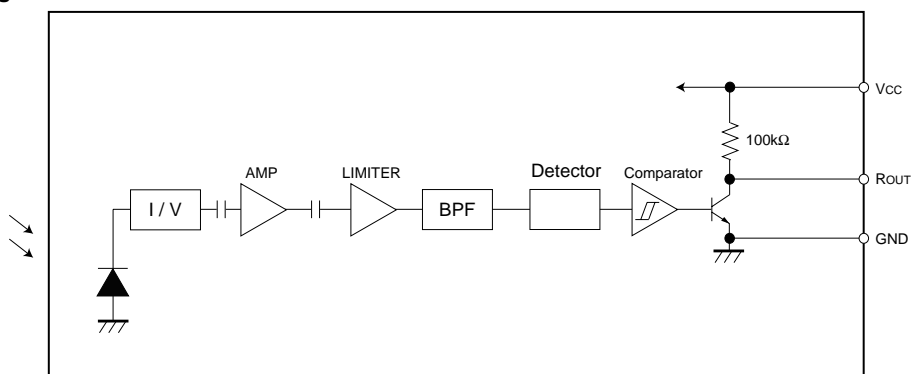 Vcc
100kΩ
AMP
LIMITER
Detector
Comparator
ROUT
I / V
BPF
GND